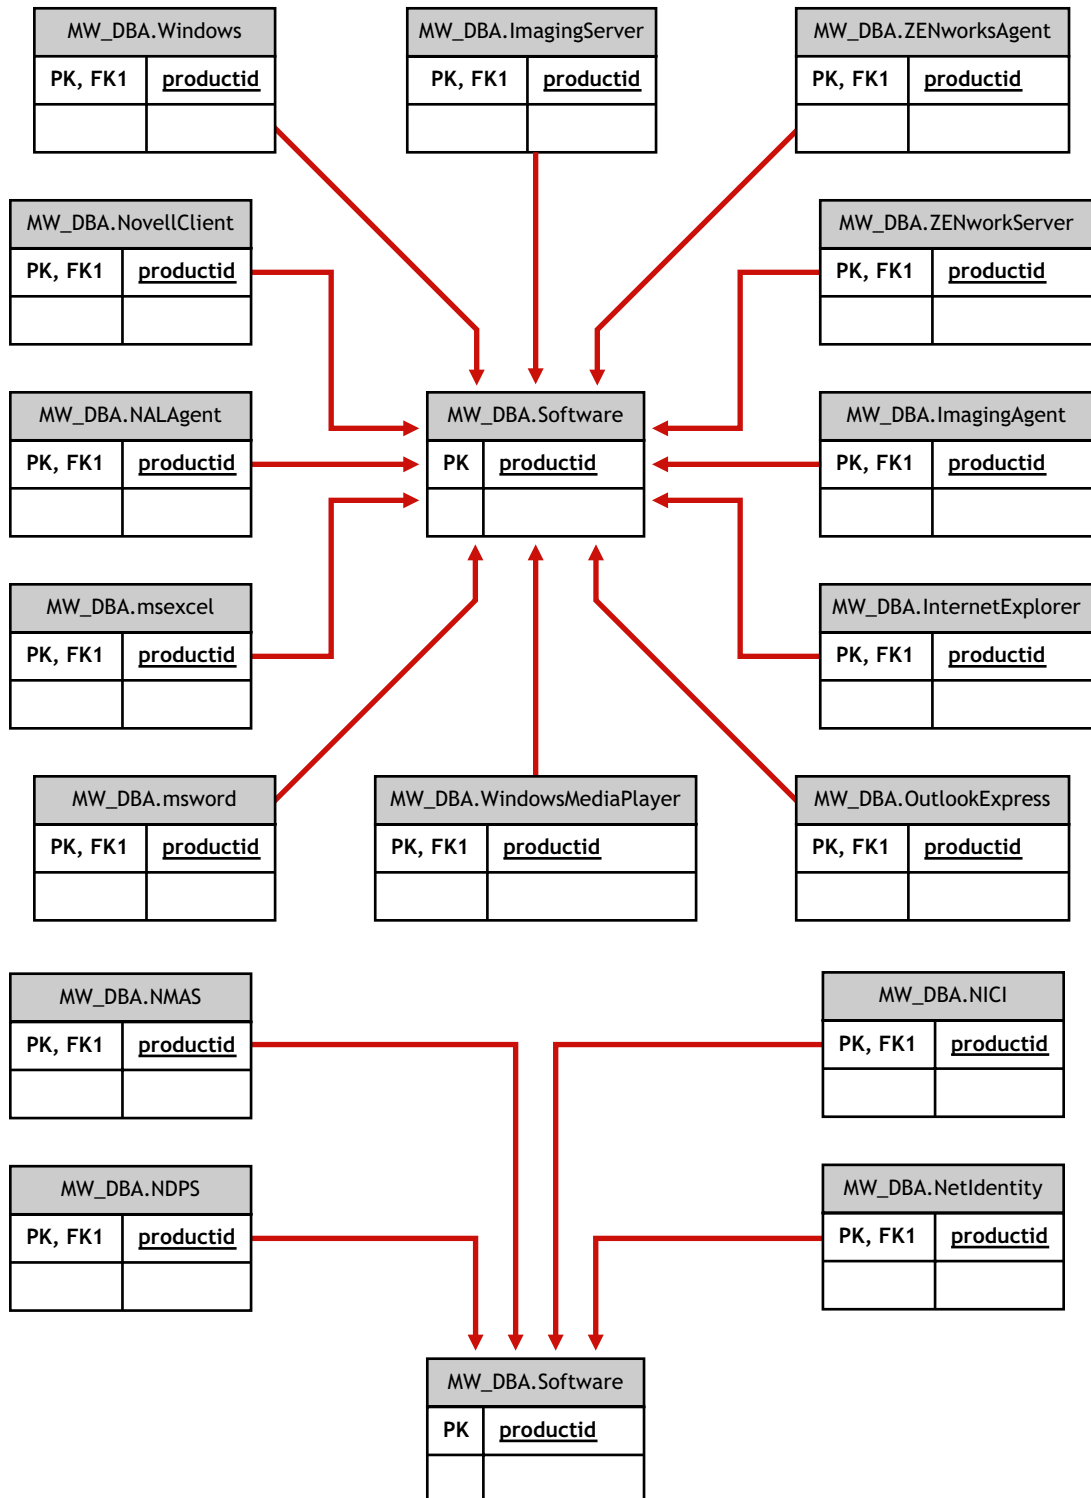 MW_DBA.Windows
PK, FK1 productid
MW_DBA.ImagingServer
PK, FK1 productid
MW_DBA.ZENworksAgent
PK, FK1 productid
MW_DBA.NovellClient
PK, FK1 productid
MW_DBA.ZENworkServer
PK, FK1 productid
MW_DBA.NALAgent
PK, FK1 productid
MW_DBA.Software
PK productid
MW_DBA.ImagingAgent
PK, FK1 productid
MW_DBA.msexcel
PK, FK1 productid
MW_DBA.InternetExplorer
PK, FK1 productid
MW_DBA.msword
PK, FK1 productid
MW_DBA.WindowsMediaPlayer
PK, FK1 productid
MW_DBA.OutlookExpress
PK, FK1 productid
MW_DBA.NMAS
PK, FK1 productid
MW_DBA.NICI
PK, FK1 productid
MW_DBA.NDPS
PK, FK1 productid
MW_DBA.NetIdentity
PK, FK1 productid
MW_DBA.Software
PK productid